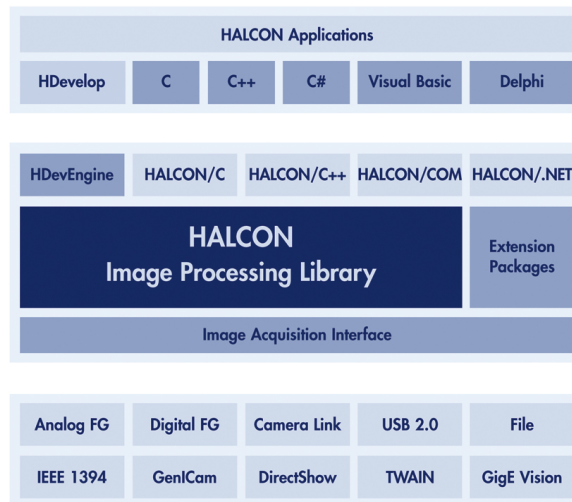 HALCON Applications
HDevelop C C++ C# Visual Basic Delphi
HDevEngine HALCON/C HALCON/C++ HALCON/COM HALCON/.NET
HALCON
Image Processing Library
Extension
Packages
Image Acquisition Interface
Analog FG Digital FG Camera Link USB 2.0 File
IEEE 1394 GenICam DirectShow TWAIN GigE Vision